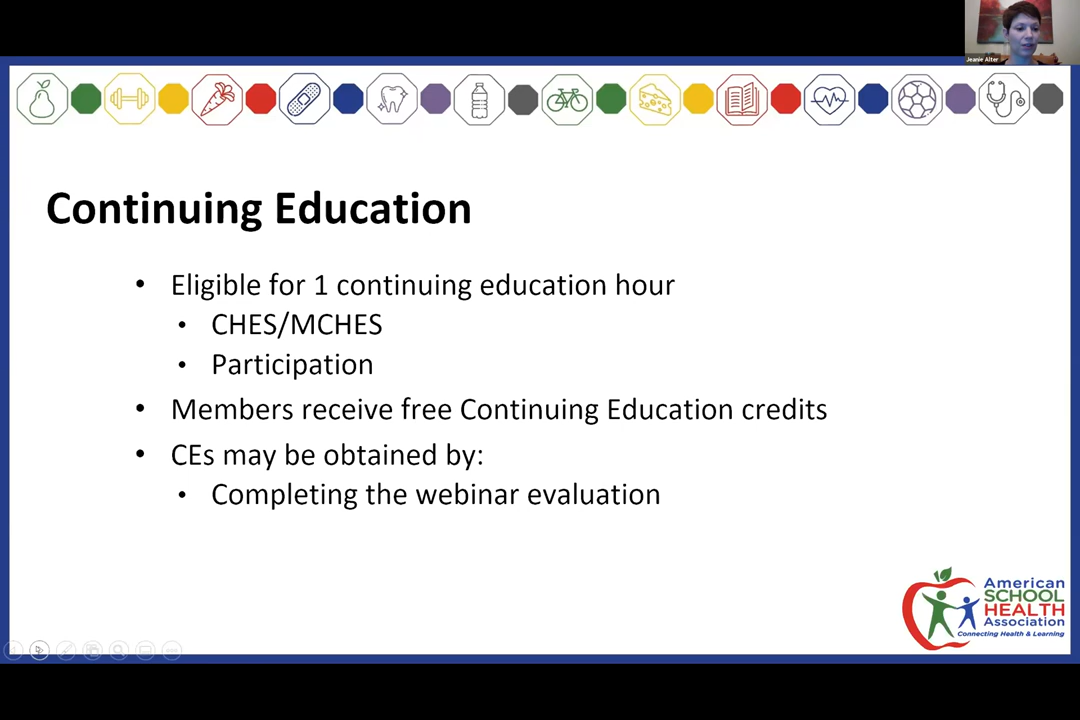 Jeanie Alter
Continuing Education
• Eligible for 1 continuing education hour
• CHES/MCHES
• Participation
• Members receive free Continuing Education credits
• CEs may be obtained by:
• Completing the webinar evaluation
American
SCHOOL
HEALTH
Association
Connecting Health & Learning